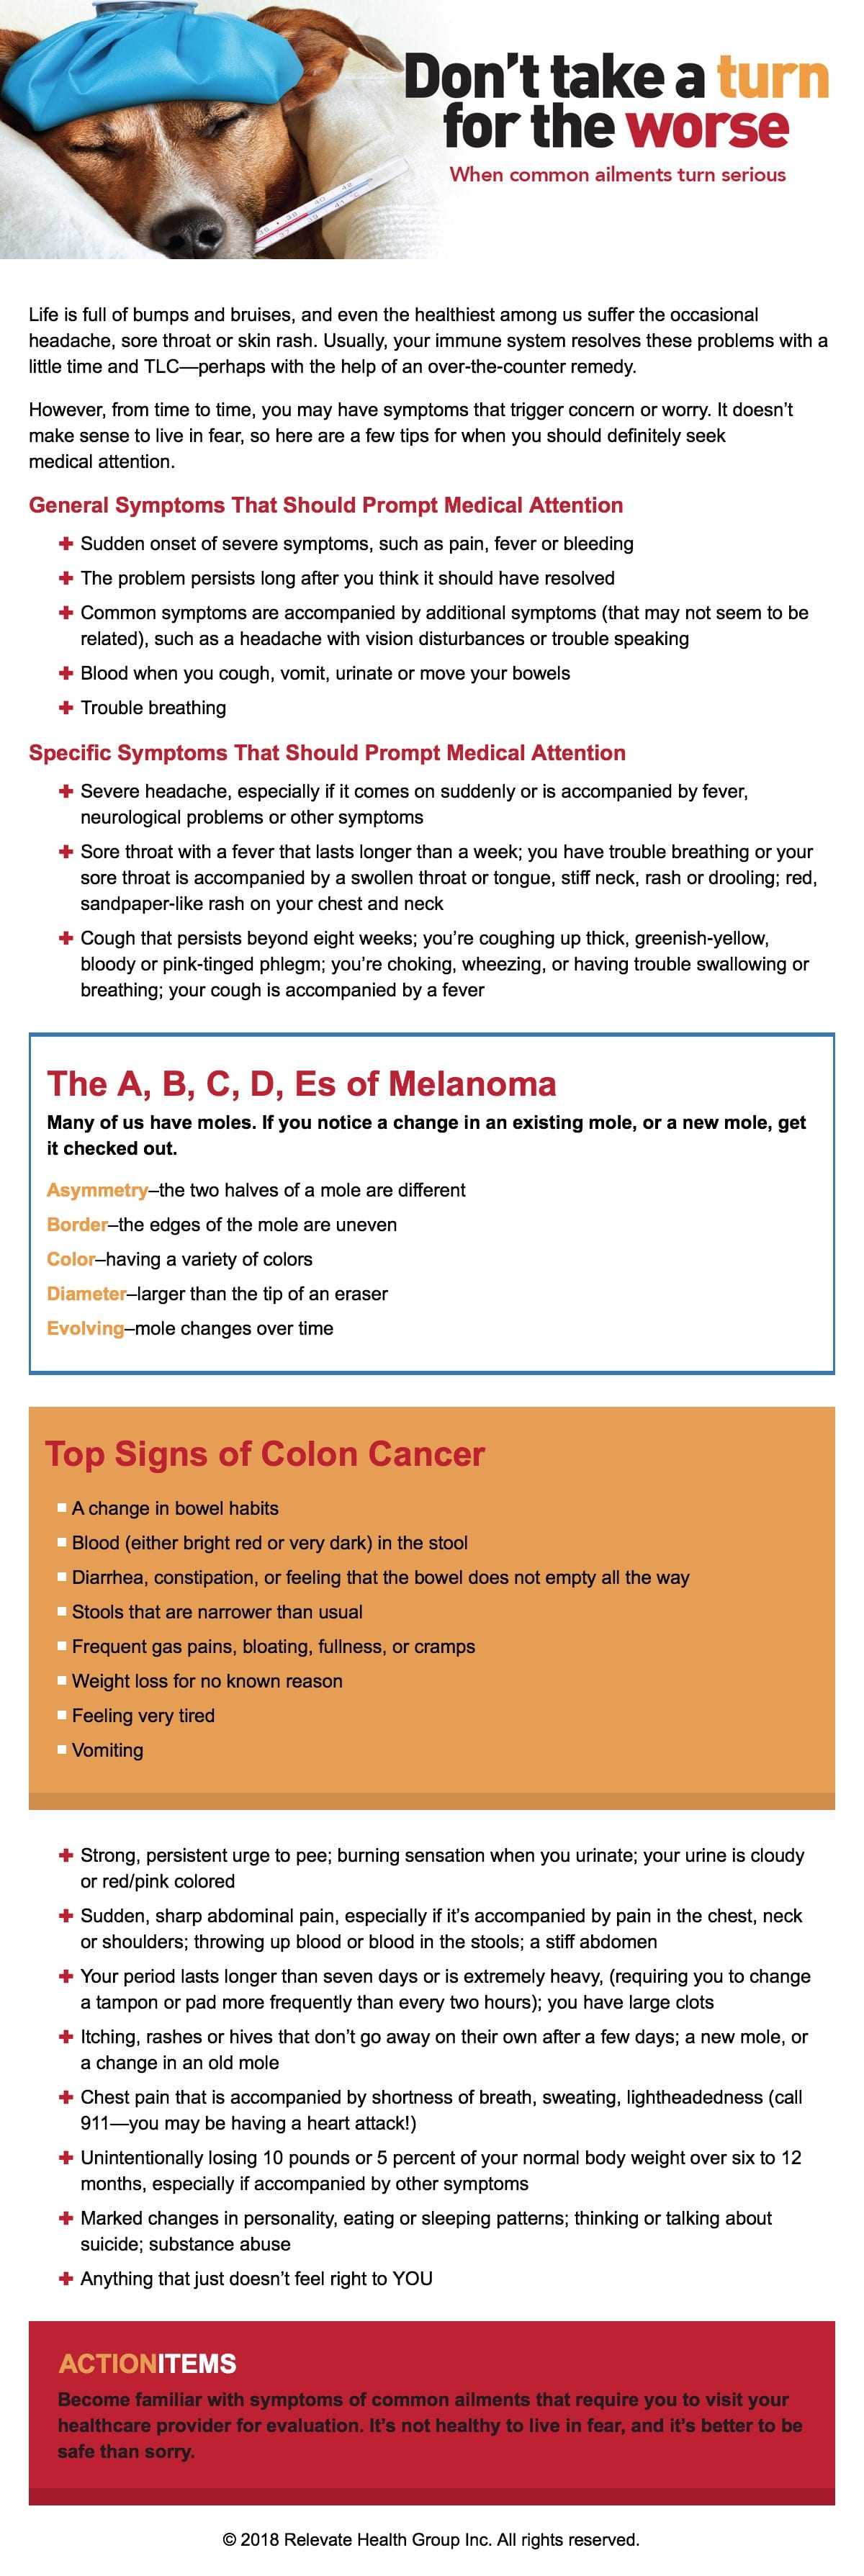 Don’t take a turn
for the worse
When common ailments turn serious
Life is full of bumps and bruises, and even the healthiest among us suffer the occasional
headache, sore throat or skin rash. Usually, your immune system resolves these problems with a
little time and TLC—perhaps with the help of an over-the-counter remedy.
However, from time to time, you may have symptoms that trigger concern or worry. It doesn’t
make sense to live in fear, so here are a few tips for when you should definitely seek
medical attention.
General Symptoms That Should Prompt Medical Attention
Sudden onset of severe symptoms, such as pain, fever or bleeding
The problem persists long after you think it should have resolved
Common symptoms are accompanied by additional symptoms (that may not seem to be
related), such as a headache with vision disturbances or trouble speaking
Blood when you cough, vomit, urinate or move your bowels
Trouble breathing
Specific Symptoms That Should Prompt Medical Attention
Severe headache, especially if it comes on suddenly or is accompanied by fever,
neurological problems or other symptoms
Sore throat with a fever that lasts longer than a week; you have trouble breathing or your
sore throat is accompanied by a swollen throat or tongue, stiff neck, rash or drooling; red,
sandpaper-like rash on your chest and neck
Cough that persists beyond eight weeks; you’re coughing up thick, greenish-yellow,
bloody or pink-tinged phlegm; you’re choking, wheezing, or having trouble swallowing or
breathing; your cough is accompanied by a fever
The A, B, C, D, Es of Melanoma
Many of us have moles. If you notice a change in an existing mole, or a new mole, get
it checked out.
Asymmetry–the two halves of a mole are different
Border–the edges of the mole are uneven
Color–having a variety of colors
Diameter–larger than the tip of an eraser
Evolving–mole changes over time
Top Signs of Colon Cancer
A change in bowel habits
Blood (either bright red or very dark) in the stool
Diarrhea, constipation, or feeling that the bowel does not empty all the way
Stools that are narrower than usual
Frequent gas pains, bloating, fullness, or cramps
Weight loss for no known reason
Feeling very tired
Vomiting
Strong, persistent urge to pee; burning sensation when you urinate; your urine is cloudy
or red/pink colored
Sudden, sharp abdominal pain, especially if it’s accompanied by pain in the chest, neck
or shoulders; throwing up blood or blood in the stools; a stiff abdomen
Your period lasts longer than seven days or is extremely heavy, (requiring you to change
a tampon or pad more frequently than every two hours); you have large clots
Itching, rashes or hives that don’t go away on their own after a few days; a new mole, or
a change in an old mole
Chest pain that is accompanied by shortness of breath, sweating, lightheadedness (call
911—you may be having a heart attack!)
Unintentionally losing 10 pounds or 5 percent of your normal body weight over six to 12
months, especially if accompanied by other symptoms
Marked changes in personality, eating or sleeping patterns; thinking or talking about
suicide; substance abuse
Anything that just doesn’t feel right to YOU
ACTIONITEMS
Become familiar with symptoms of common ailments that require you to visit your
healthcare provider for evaluation. It’s not healthy to live in fear, and it’s better to be
safe than sorry.
© 2018 Relevate Health Group Inc. All rights reserved.